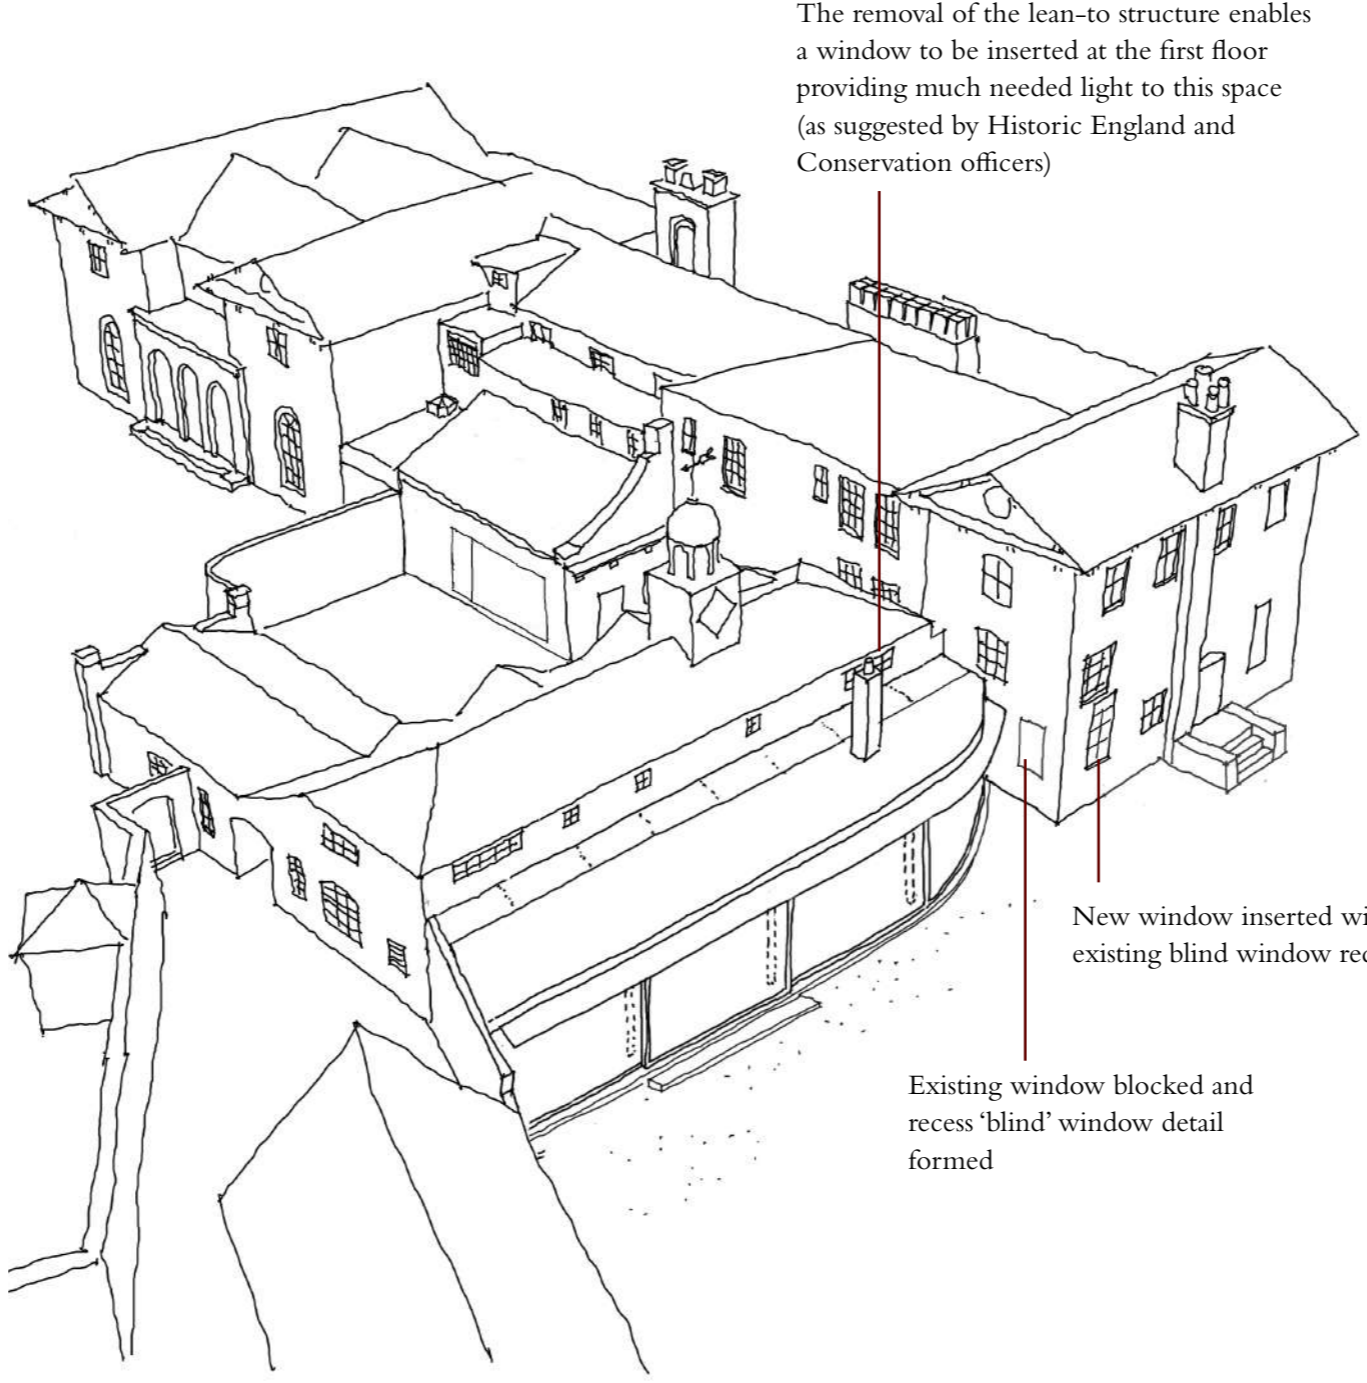 The removal of the lean-to structure enables
a window to be inserted at the first floor
providing much needed light to this space
(as suggested by Historic England and
Conservation officers)
New window inserted
existing blind window
Existing window blocked and
recess ‘blind’ window detail
formed